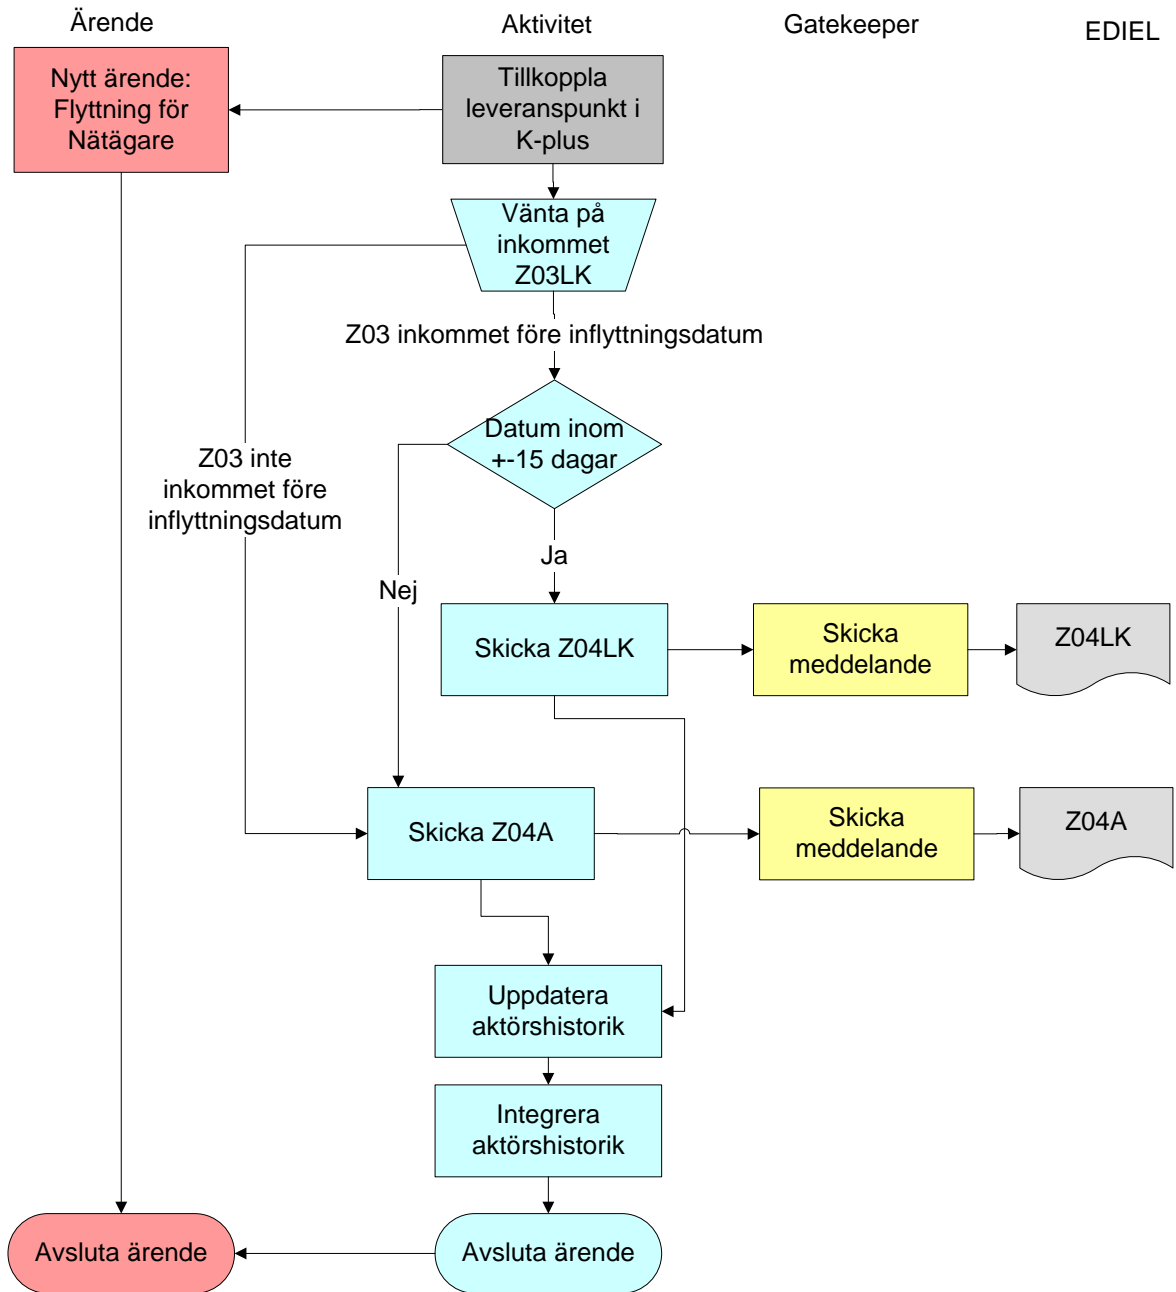 Ärende
Aktivitet
Gatekeeper
EDIEL
Nytt ärende:
Flyttning för
Nätägare
Tillkoppla
leveranspunkt i
K-plus
Vänta på
inkommet
Z03LK
Z03 inkommet före inflyttningsdatum
Datum inom
+-15 dagar
Z03 inte
inkommet före
inflyttningsdatum
Ja
Nej
Skicka Z04LK
Skicka
meddelande
Z04LK
Skicka Z04A
Skicka
meddelande
Z04A
Uppdatera
aktörshistorik
Integrera
aktörshistorik
Avsluta ärende
Avsluta ärende